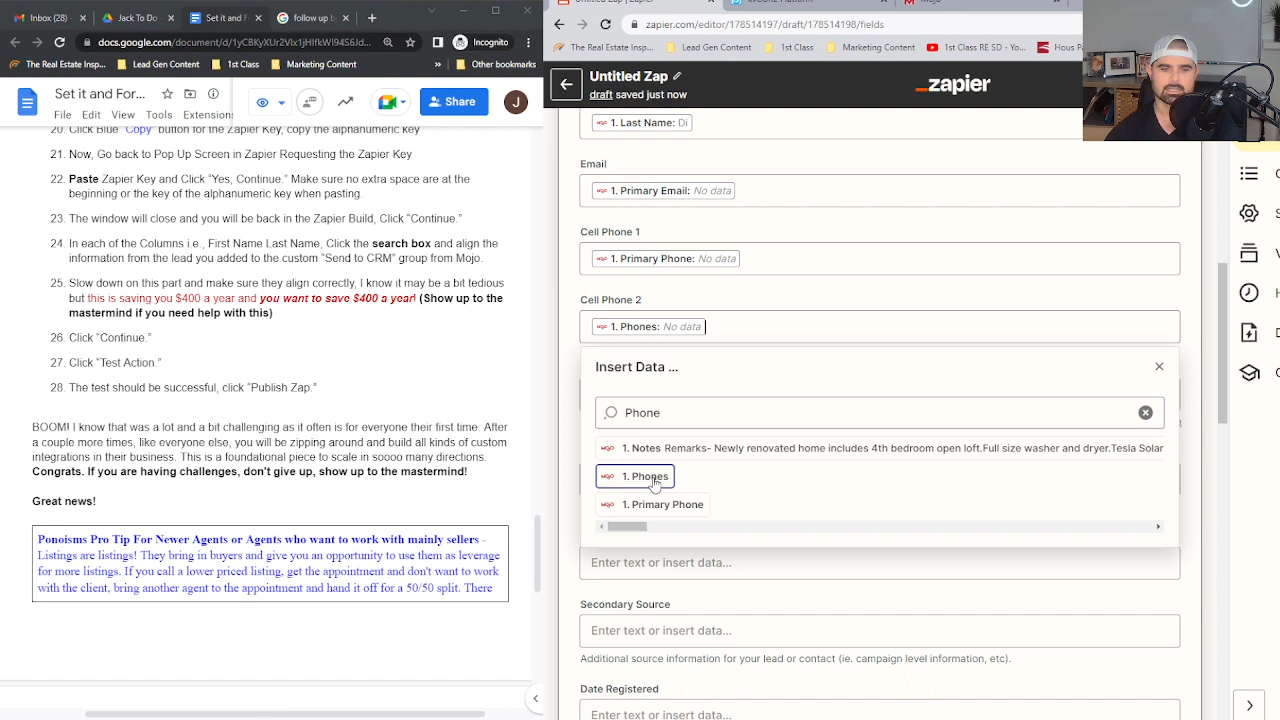 Inbox (2
Jack To Do
Set it and F
follow up b
Incognito
docs.google.com/document/d/1yCBKyXUr2VIx1jHIfkWI94S6Jd...
The Real Estate Insp...
Lead Gen Content
1st Class
Marketing Content
»
Other bookmarks
Set it and For...
Share
J
File Edit View Tools Extensions
20. Click Blue "Copy" button for the Zapier Key, copy the alphanumeric key
21. Now, Go back to Pop Up Screen in Zapier Requesting the Zapier Key
22. Paste Zapier Key and Click “Yes, Continue.” Make sure no extra space are at the
beginning or the key of the alphanumeric key when pasting.
23. The window will close and you will be back in the Zapier Build, Click “Continue.”
24. In each of the Columns i.e., First Name Last Name, Click the search box and align the
information from the lead you added to the custom “Send to CRM” group from Mojo.
25. Slow down on this part and make sure they align correctly, I know it may be a bit tedious
but this is saving you $400 a year and you want to save $400 a year! (Show up to the
mastermind if you need help with this)
26. Click “Continue.”
27. Click “Test Action.”
28. The test should be successful, click “Publish Zap.”
BOOM! I know that was a lot and a bit challenging as it often is for everyone their first time. After
a couple more times, like everyone else, you will be zipping around and build all kinds of custom
integrations in their business. This is a foundational piece to scale in soooo many directions.
Congrats. If you are having challenges, don't give up, show up to the mastermind!
Great news!
Ponoisms Pro Tip For Newer Agents or Agents who want to work with mainly sellers -
Listings are listings! They bring in buyers and give you an opportunity to use them as leverage
for more listings. If you call a lower priced listing, get the appointment and don't want to work
with the client, bring another agent to the appointment and hand it off for a 50/50 split. There
zapier.com/editor/178514197/draft/178514198/fields
The Real Estate Insp...
Lead Gen Content
1st Class
Marketing Content
1st Class RE SD - Yo...
Hous
Untitled Zap
draft saved just now
zapier
1. Last Name: Di
Email
1. Primary Email: No data
Cell Phone 1
1. Primary Phone: No data
Cell Phone 2
1. Phones: No data
Insert Data ...
Phone
1. Notes Remarks- Newly renovated home includes 4th bedroom open loft.Full size washer and dryer.Tesla Solar
1. Phones
1. Primary Phone
Enter text or insert data...
Secondary Source
Enter text or insert data...
Additional source information for your lead or contact (ie. campaign level information, etc).
Date Registered
Enter text or insert data...